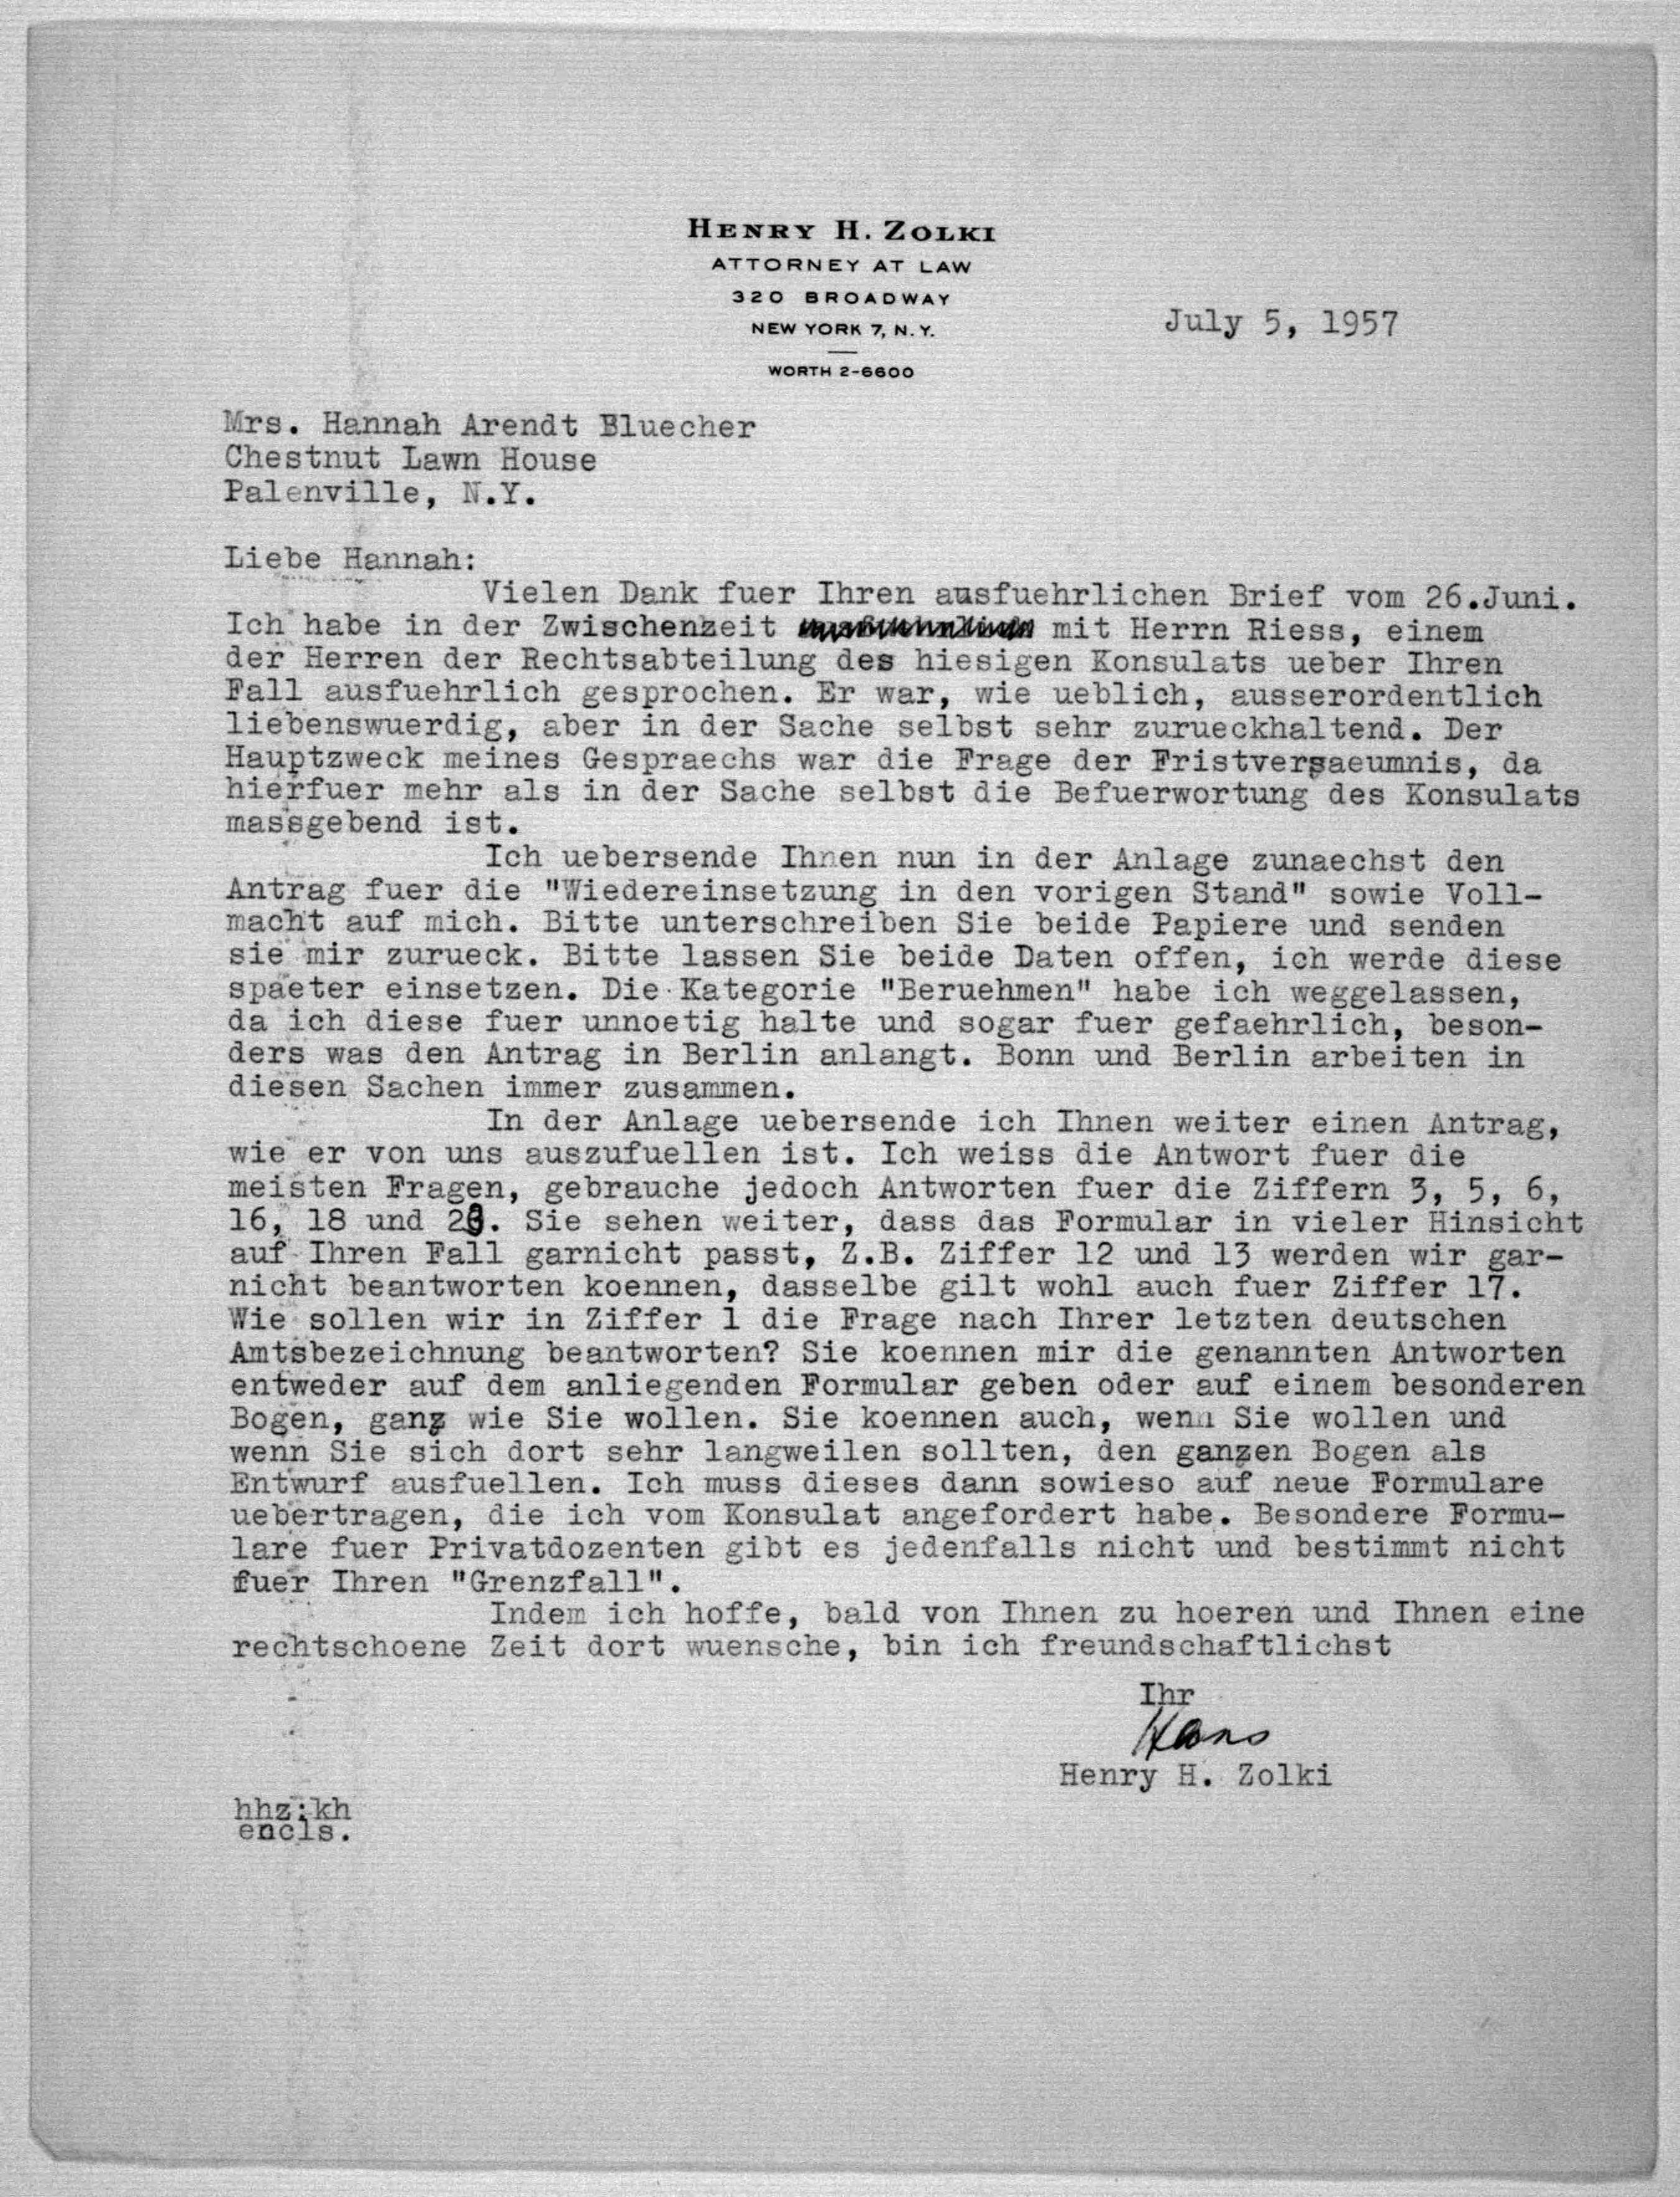 HENRY H. ZOLKI
ATTORNEY AT LAW
320 BROADWAY
NEW YORK 7, N.Y.
WORTH 2-6600
July 5, 1957
Mrs. Hannah Arendt Bluecher
Chestnut Lawn House
Palenville, N.Y.
Liebe Hannah:
Vielen Dank fuer Ihren ausfuehrlichen Brief vom 26.Juni.
Ich habe in der Zwischenzeit mit Herrn Riess, einem
der Herren der Rechtsabteilung des hiesigen Konsulats ueber Ihren
Fall ausfuehrlich gesprochen. Er war, wie ueblich, ausserordentlich
liebenswuerdig, aber in der Sache selbst sehr zurueckhaltend. Der
Hauptzweck meines Gespraechs war die Frage der Fristversaeumnis, da
hierfuer mehr als in der Sache selbst die Befuerwortung des Konsulats
massgebend ist.
Ich uebersende Ihnen nun in der Anlage zunaechst den
Antrag fuer die "Wiedereinsetzung in den vorigen Stand" sowie Voll-
macht auf mich. Bitte unterschreiben Sie beide Papiere und senden
sie mir zurueck. Bitte lassen Sie beide Daten offen, ich werde diese
spaeter einsetzen. Die Kategorie "Beruehmen" habe ich weggelassen,
da ich diese fuer unnoetig halte und sogar fuer gefaehrlich, beson-
ders was den Antrag in Berlin anlangt. Bonn und Berlin arbeiten in
diesen Sachen immer zusammen.
In der Anlage uebersende ich Ihnen weiter einen Antrag,
wie er von uns auszufuellen ist. Ich weiss die Antwort fuer die
meisten Fragen, gebrauche jedoch Antworten fuer die Ziffern 3, 5, 6,
16, 18 und . Sie sehen weiter, dass das Formular in vieler Hinsicht
auf Ihren Fall garnicht passt, Z.B. Ziffer 12 und 13 werden wir gar-
nicht beantworten koennen, dasselbe gilt wohl auch fuer Ziffer 17.
Wie sollen wir in Ziffer 1 die Frage nach Ihrer letzten deutschen
Amtsbezeichnung beantworten? Sie koennen mir die genannten Antworten
entweder auf dem anliegenden Formular geben oder auf einem besonderen
Bogen, ganz wie Sie wollen. Sie koennen auch, wenn Sie wollen und
wenn Sie sich dort sehr langweilen sollten, den ganzen Bogen als
Entwurf ausfuellen. Ich muss dieses dann sowieso auf neue Formulare
uebertragen, die ich vom Konsulat angefordert habe. Besondere Formu-
lare fuer Privatdozenten gibt es jedenfalls nicht und bestimmt nicht
fuer Ihren "Grenzfall".
Indem ich hoffe, bald von Ihnen zu hoeren und Ihnen eine
rechtschoene Zeit dort wuensche, bin ich freundschaftlichst
Ihr
Hans
Henry H. Zolki
hhz:kh
encls.